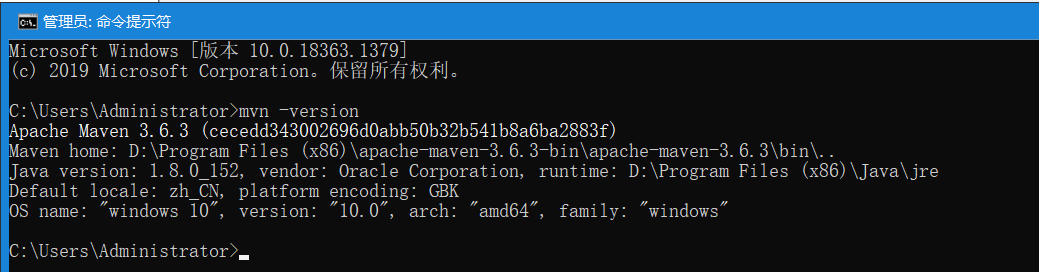 管理员: 命令提示符
Microsoft Windows [版本 10.0.18363.1379]
(c) 2019 Microsoft Corporation。保留所有权利。
C:\Users\Administrator>mvn -version
Apache Maven 3.6.3 (cecedd343002696d0abb50b32b541b8a6ba2883f)
Maven home: D:\Program Files (x86)\apache-maven-3.6.3-bin\apache-maven-3.6.3\bin\..
Java version: 1.8.0_152, vendor: Oracle Corporation, runtime: D:\Program Files (x86)\Java\jre
Default locale: zh_CN, platform encoding: GBK
OS name: "windows 10", version: "10.0", arch: "amd64", family: "windows"
C:\Users\Administrator>